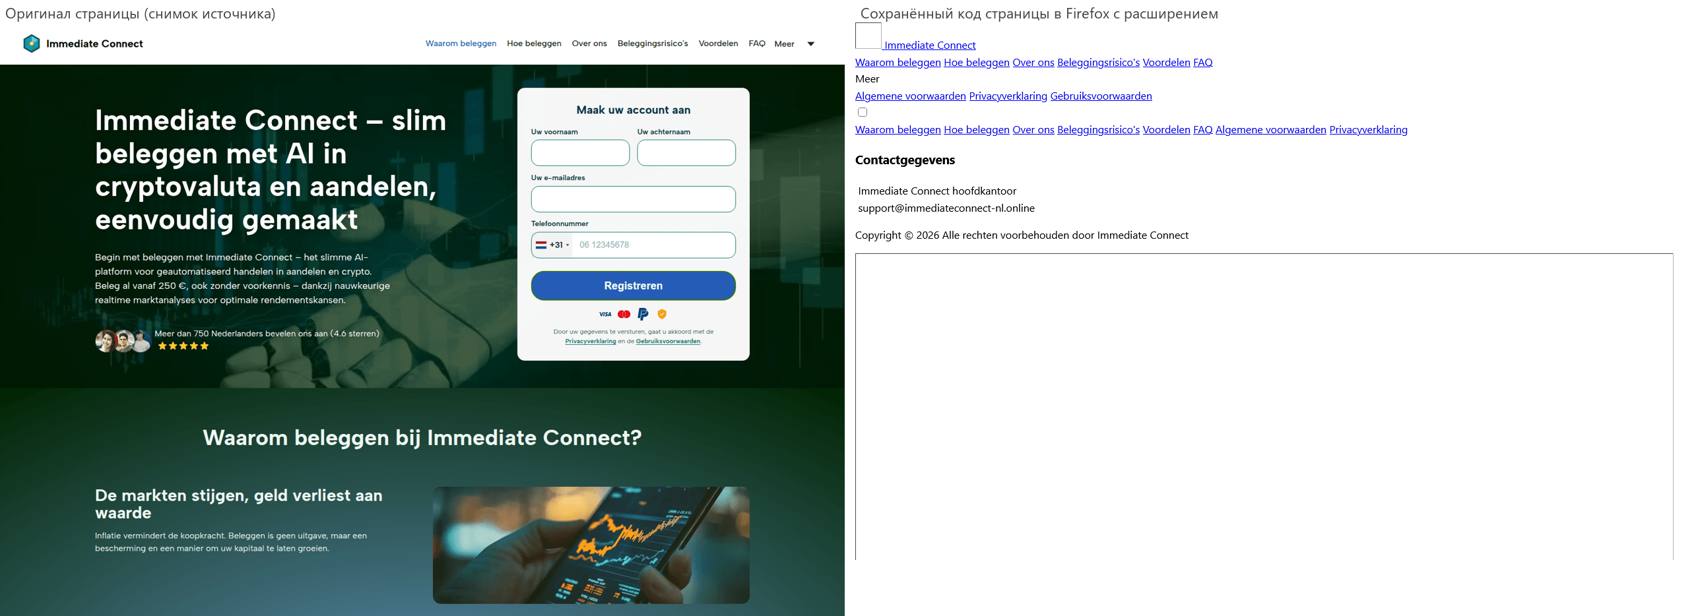 Оригинал страницы (снимок источника)
Immediate Connect
Waarom beleggen Hoe beleggen Over ons Beleggingsrisico's Voordelen FAQ Meer
Immediate Connect – slim
beleggen met AI in
cryptovaluta en aandelen,
eenvoudig gemaakt
Begin met beleggen met Immediate Connect – het slimme AI-
platform voor geautomatiseerd handelen in aandelen en crypto.
Beleg al vanaf 250 €, ook zonder voorkennis – dankzij nauwkeurige
realtime marktanalyses voor optimale rendementskansen.
Meer dan 750 Nederlanders bevelen ons aan (4.6 sterren)
Maak uw account aan
Uw voornaam Uw achternaam
Uw e-mailadres
Telefoonnummer
+31 06 12345678
Registreren
VISA
Door uw gegevens te versturen, gaat u akkoord met de
Privacyverklaring en de Gebruiksvoorwaarden.
Waarom beleggen bij Immediate Connect?
De markten stijgen, geld verliest aan
waarde
Inflatie vermindert de koopkracht. Beleggen is geen uitgave, maar een
bescherming en een manier om uw kapitaal te laten groeien.
Сохранённый код страницы в Firefox с расширением
Immediate Connect
Waarom beleggen Hoe beleggen Over ons Beleggingsrisico's Voordelen FAQ
Meer
Algemene voorwaarden Privacyverklaring Gebruiksvoorwaarden
Waarom beleggen Hoe beleggen Over ons Beleggingsrisico's Voordelen FAQ Algemene voorwaarden Privacyverklaring
Contactgegevens
Immediate Connect hoofdkantoor
support@immediateconnect-nl.online
Copyright © 2026 Alle rechten voorbehouden door Immediate Connect